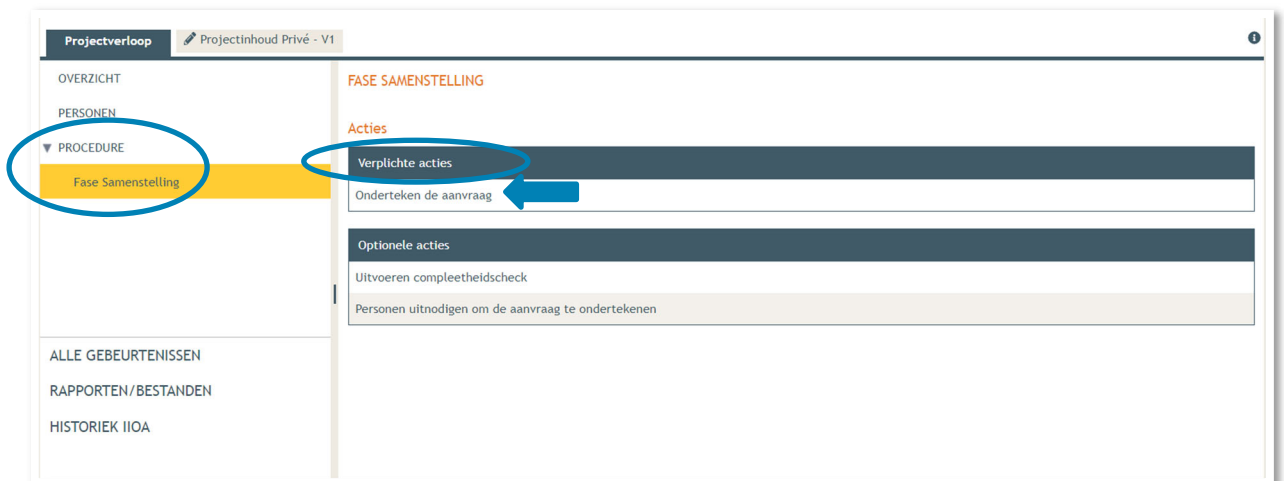 Projectverloop
Projectinhoud Privé - V1
OVERZICHT
PERSONEN
PROCEDURE
Fase Samenstelling
ALLE GEBEURTENISSEN
RAPPORTEN/BESTANDEN
HISTORIEK IIOA
FASE SAMENSTELLING
Acties
Verplichte acties
Onderteken de aanvraag
Optionele acties
Uitvoeren compleetheidscheck
Personen uitnodigen om de aanvraag te ondertekenen